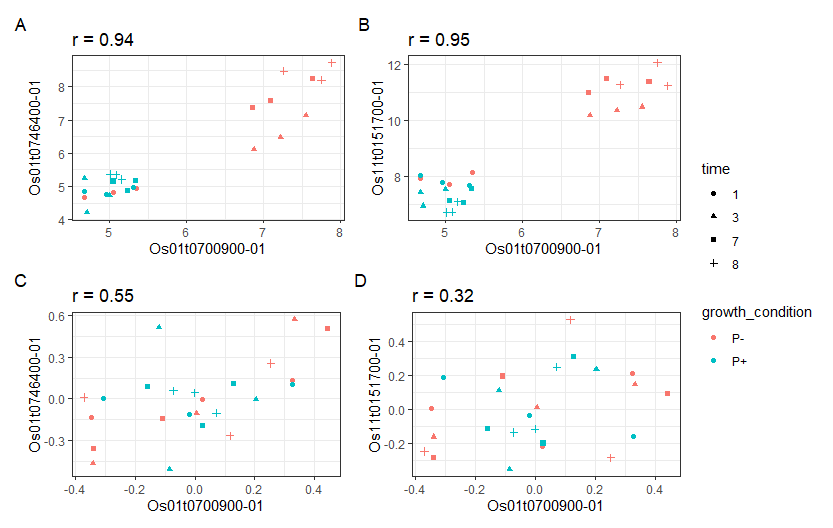 A
r = 0.94
Os01t0746400-01
8
7
6
5
4
5
6
7
8
Os01t0700900-01
B
r = 0.95
Os11t0151700-01
12
10
8
5
6
7
8
Os01t0700900-01
C
r = 0.55
Os01t0746400-01
0.6
0.3
0.0
-0.3
-0.4
-0.2
0.0
0.2
0.4
Os01t0700900-01
D
r = 0.32
Os11t0151700-01
0.4
0.2
0.0
-0.2
-0.4
-0.2
0.0
0.2
0.4
Os01t0700900-01
time
1
3
7
8
growth_condition
P-
P+